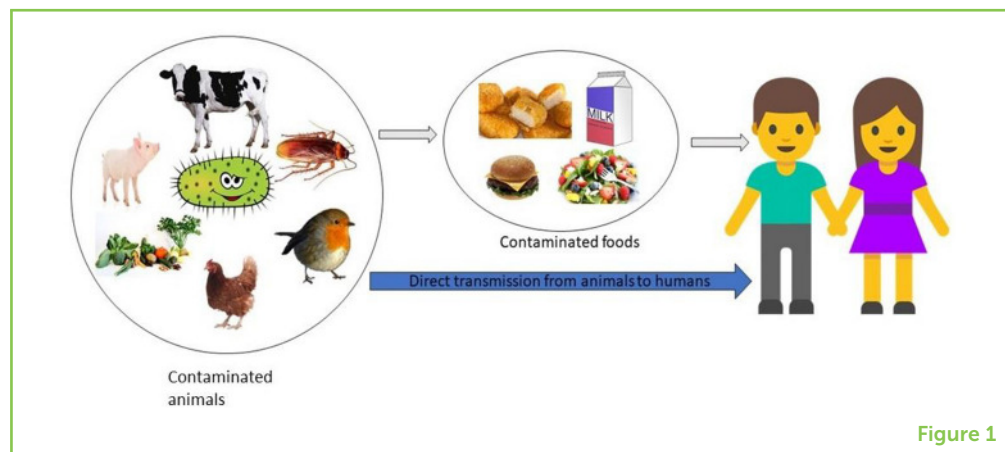 MILK
Contaminated foods
Direct transmission from animals to humans
Contaminated
animals
Figure 1